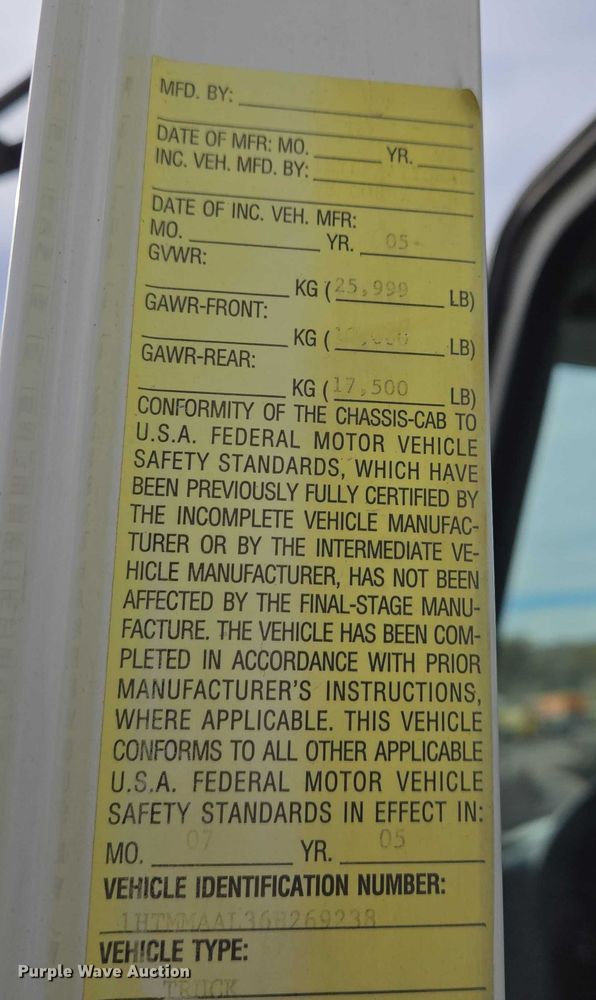 MFD. BY:
DATE OF MFR: MO. YR.
INC. VEH. MFD. BY:
DATE OF INC. VEH. MFR:
MO. YR. 05
GVWR:
KG (25,999 LB)
GAWR-FRONT:
KG ( LB)
GAWR-REAR:
KG (17,500 LB)
CONFORMITY OF THE CHASSIS-CAB TO
U.S.A. FEDERAL MOTOR VEHICLE
SAFETY STANDARDS, WHICH HAVE
BEEN PREVIOUSLY FULLY CERTIFIED BY
THE INCOMPLETE VEHICLE MANUFAC-
TURER OR BY THE INTERMEDIATE VE-
HICLE MANUFACTURER, HAS NOT BEEN
AFFECTED BY THE FINAL-STAGE MANU-
FACTURE. THE VEHICLE HAS BEEN COM-
PLETED IN ACCORDANCE WITH PRIOR
MANUFACTURER'S INSTRUCTIONS,
WHERE APPLICABLE. THIS VEHICLE
CONFORMS TO ALL OTHER APPLICABLE
U.S.A. FEDERAL MOTOR VEHICLE
SAFETY STANDARDS IN EFFECT IN:
MO. 07 YR. 05
VEHICLE IDENTIFICATION NUMBER:
1HTMMAAL36H269238
VEHICLE TYPE:
TRUCK
Purple Wave Auction